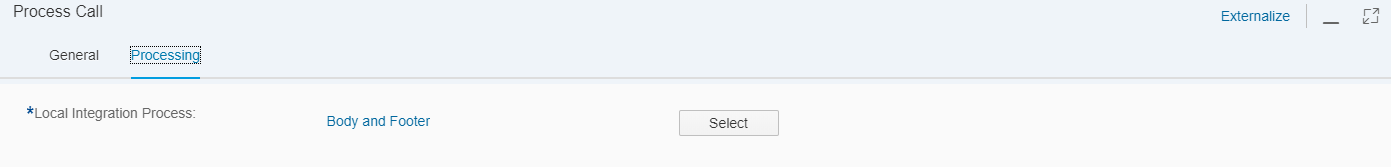 Process Call
Externalize
General Processing
*Local Integration Process:
Body and Footer
Select